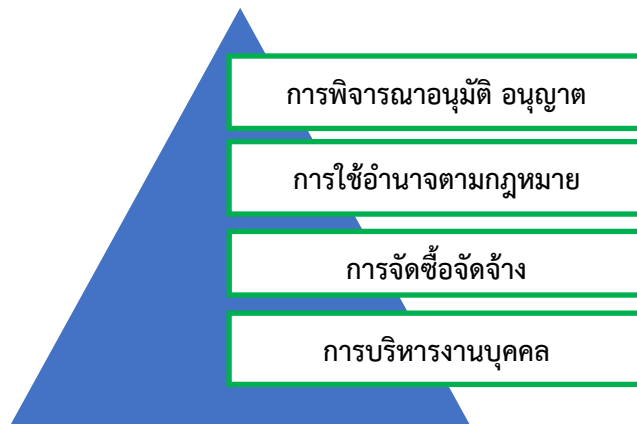 การพิจารณาอนุมัติ อนุญาต
การใช้อำนาจตามกฎหมาย
การจัดซื้อจัดจ้าง
การบริหารงานบุคคล